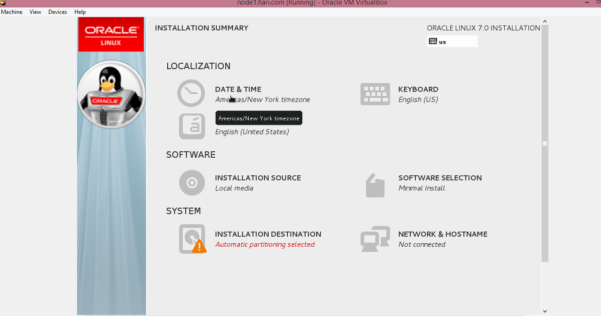 node1.hari.com [Running] - Oracle VM VirtualBox
Machine View Devices Help
ORACLE
LINUX
INSTALLATION SUMMARY
ORACLE LINUX 7.0 INSTALLATION
us
LOCALIZATION
DATE & TIME
Americas/New York timezone
KEYBOARD
English (US)
Americas/New York timezone
English (United States)
ORACLE
SOFTWARE
INSTALLATION SOURCE
Local media
SOFTWARE SELECTION
Minimal Install
SYSTEM
INSTALLATION DESTINATION
Automatic partitioning selected
NETWORK & HOSTNAME
Not connected